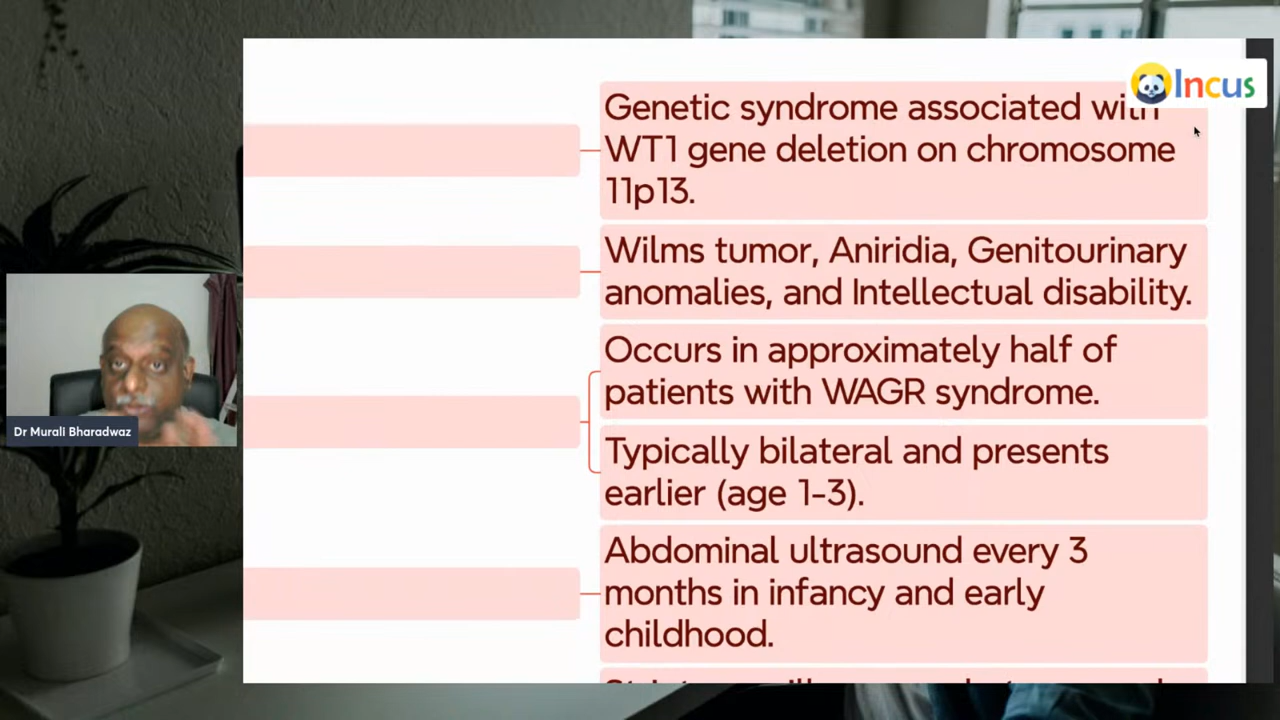 Incus
Genetic syndrome associated with
WT1 gene deletion on chromosome
11p13.
Wilms tumor, Aniridia, Genitourinary
anomalies, and Intellectual disability.
Occurs in approximately half of
patients with WAGR syndrome.
Typically bilateral and presents
earlier (age 1-3).
Abdominal ultrasound every 3
months in infancy and early
childhood.
Dr Murali Bharadwaz